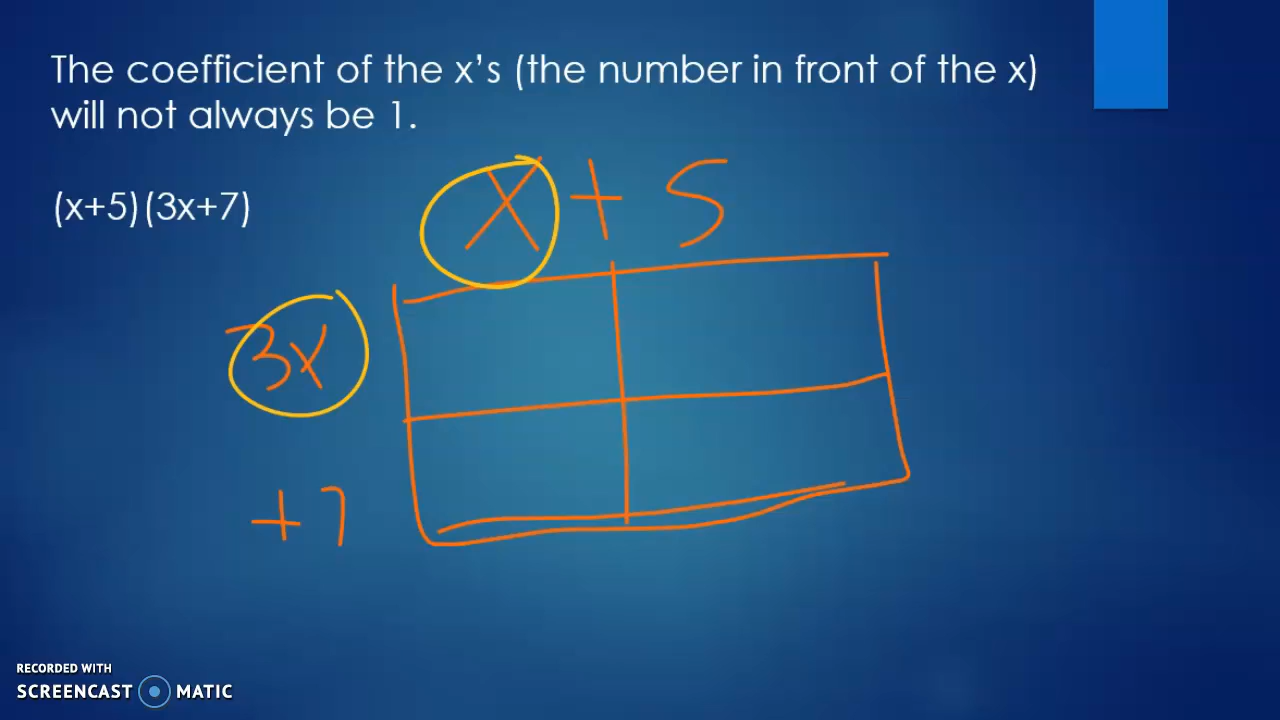 The coefficient of the x's (the number in front of the x)
will not always be 1.
(x+5)(3x+7)
x + 5
3x
+ 7
RECORDED WITH
SCREENCAST MATIC